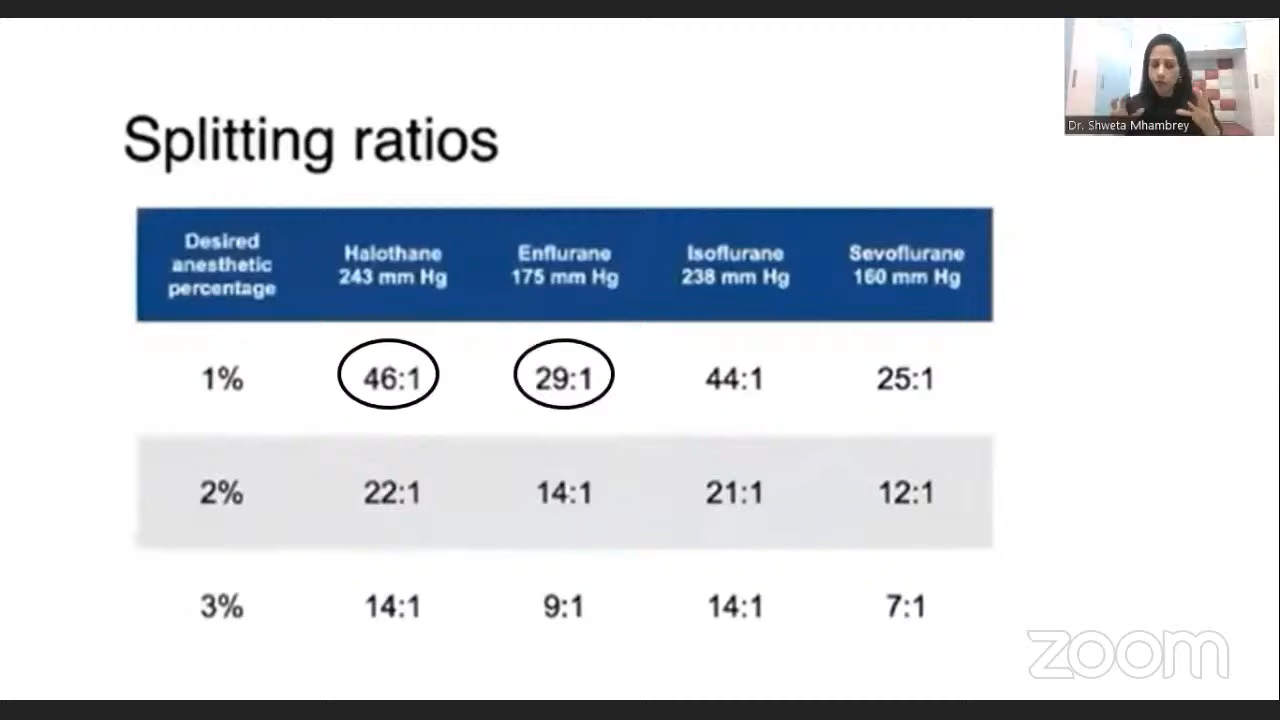 Dr. Shweta Mhambrey
Splitting ratios
Desired anesthetic percentage
Halothane 243 mm Hg
Enflurane 175 mm Hg
Isoflurane 238 mm Hg
Sevoflurane 160 mm Hg
1% 46:1 29:1 44:1 25:1
2% 22:1 14:1 21:1 12:1
3% 14:1 9:1 14:1 7:1
zoom